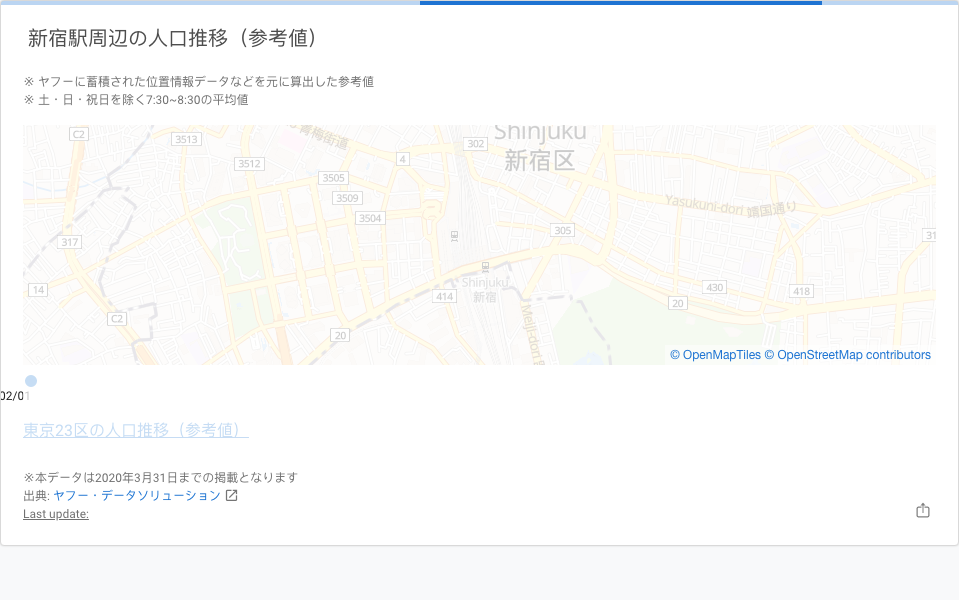 新宿駅周辺の人口推移（参考値）
※ ヤフーに蓄積された位置情報データなどを元に算出した参考値
※ 土・日・祝日を除く7:30~8:30の平均値
Shinjuku
新宿区
青梅街道
C2
3513
302
4
3512
3505
3509
3504
Yasukuni-dori 靖国通り
305
317
31
Shinjuku
新宿
14
414
430
418
20
C2
20
Meiji-dori
© OpenMapTiles © OpenStreetMap contributors
02/01
東京23区の人口推移（参考値）
※本データは2020年3月31日までの掲載となります
出典: ヤフー・データソリューション
Last update: